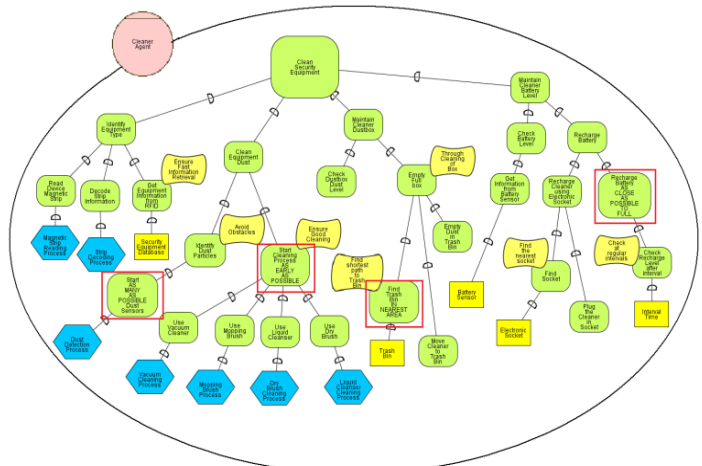 Cleaner
Agent
Clean
Security
Equipment
Maintain
Cleaner
Battery
Level
Identify
Equipment
Type
Clean
Equipment
Dust
Maintain
Cleaner
Dustbox
Through
Cleaning
of
Box
Check
Battery
Level
Recharge
Battery
Read
Device
Magnetic
Strip
Decode
Strip
Information
Get
Equipment
Information
from
RFID
Ensure
Fast
Information
Retrieval
Check
Dustbox
Dust
Level
Empty
Full
box
Get
Information
from
Battery
Sensor
Recharge
Cleaner
using
Electronic
Socket
Recharge
Battery
AS
CLOSE
AS
POSSIBLE
TO
FULL
Magnetic
Strip
Reading
Process
Strip
Decoding
Process
Security
Equipment
Database
Identify
Dust
Particles
Avoid
Obstacles
Start
Cleaning
Process
AS
EARLY
AS
POSSIBLE
Ensure
Good
Cleaning
Find
shortest
path
to
Trash
Bin
Empty
Dust
in
Trash
Bin
Find
the
nearest
socket
Find
Socket
Check
at
regular
intervals
Check
Recharge
Level
after
Interval
Start
AS
MANY
AS
POSSIBLE
Dust
Sensors
Find
Trash
Bin
IN
NEAREST
AREA
Battery
Sensor
Plug
the
Cleaner
in
Socket
Interval
Time
Dust
Detection
Process
Use
Vacuum
Cleaner
Use
Mopping
Brush
Use
Liquid
Cleanser
Use
Dry
Brush
Trash
Bin
Move
Cleaner
to
Trash
Bin
Electronic
Socket
Vacuum
Cleaning
Process
Mopping
Brush
Process
Dry
Brush
Cleaning
Process
Liquid
Cleanser
Cleaning
Process